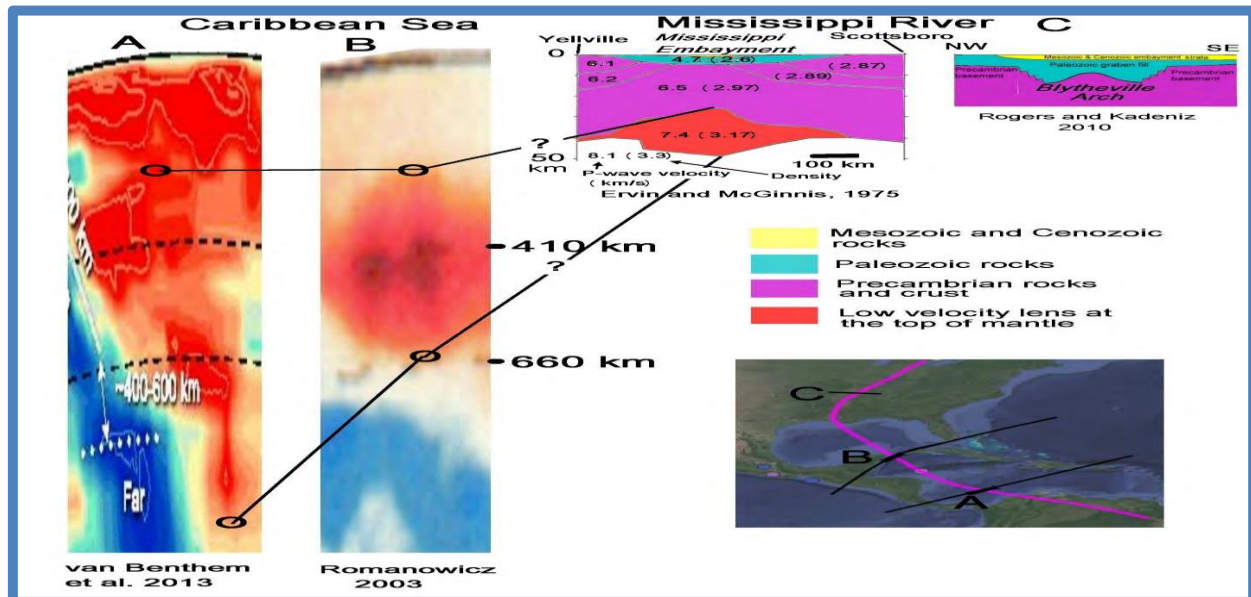 Caribbean Sea
Mississippi River
A
B
C
Yellville
Mississippi
Embayment
Scottsboro
0
4.7 (2.6)
6.1
(2.87)
6.2
(2.89)
6.5 (2.97)
7.4 (3.17)
50
km
8.1 (3.3)
100 km
P-wave velocity
(km/s)
Density
Ervin and McGinnis, 1975
NW
SE
Mesozoic & Cenozoic embayment strata
Paleozoic graben fill
Precambrian
basement
Precambrian
basement
Blytheville
Arch
Rogers and Kadeniz
2010
?
?
410 km
660 km
~400-600 km
Far
van Benthem
et al. 2013
Romanowicz
2003
Mesozoic and Cenozoic
rocks
Paleozoic rocks
Precambrian rocks
and crust
Low velocity lens at
the top of mantle
C
B
A